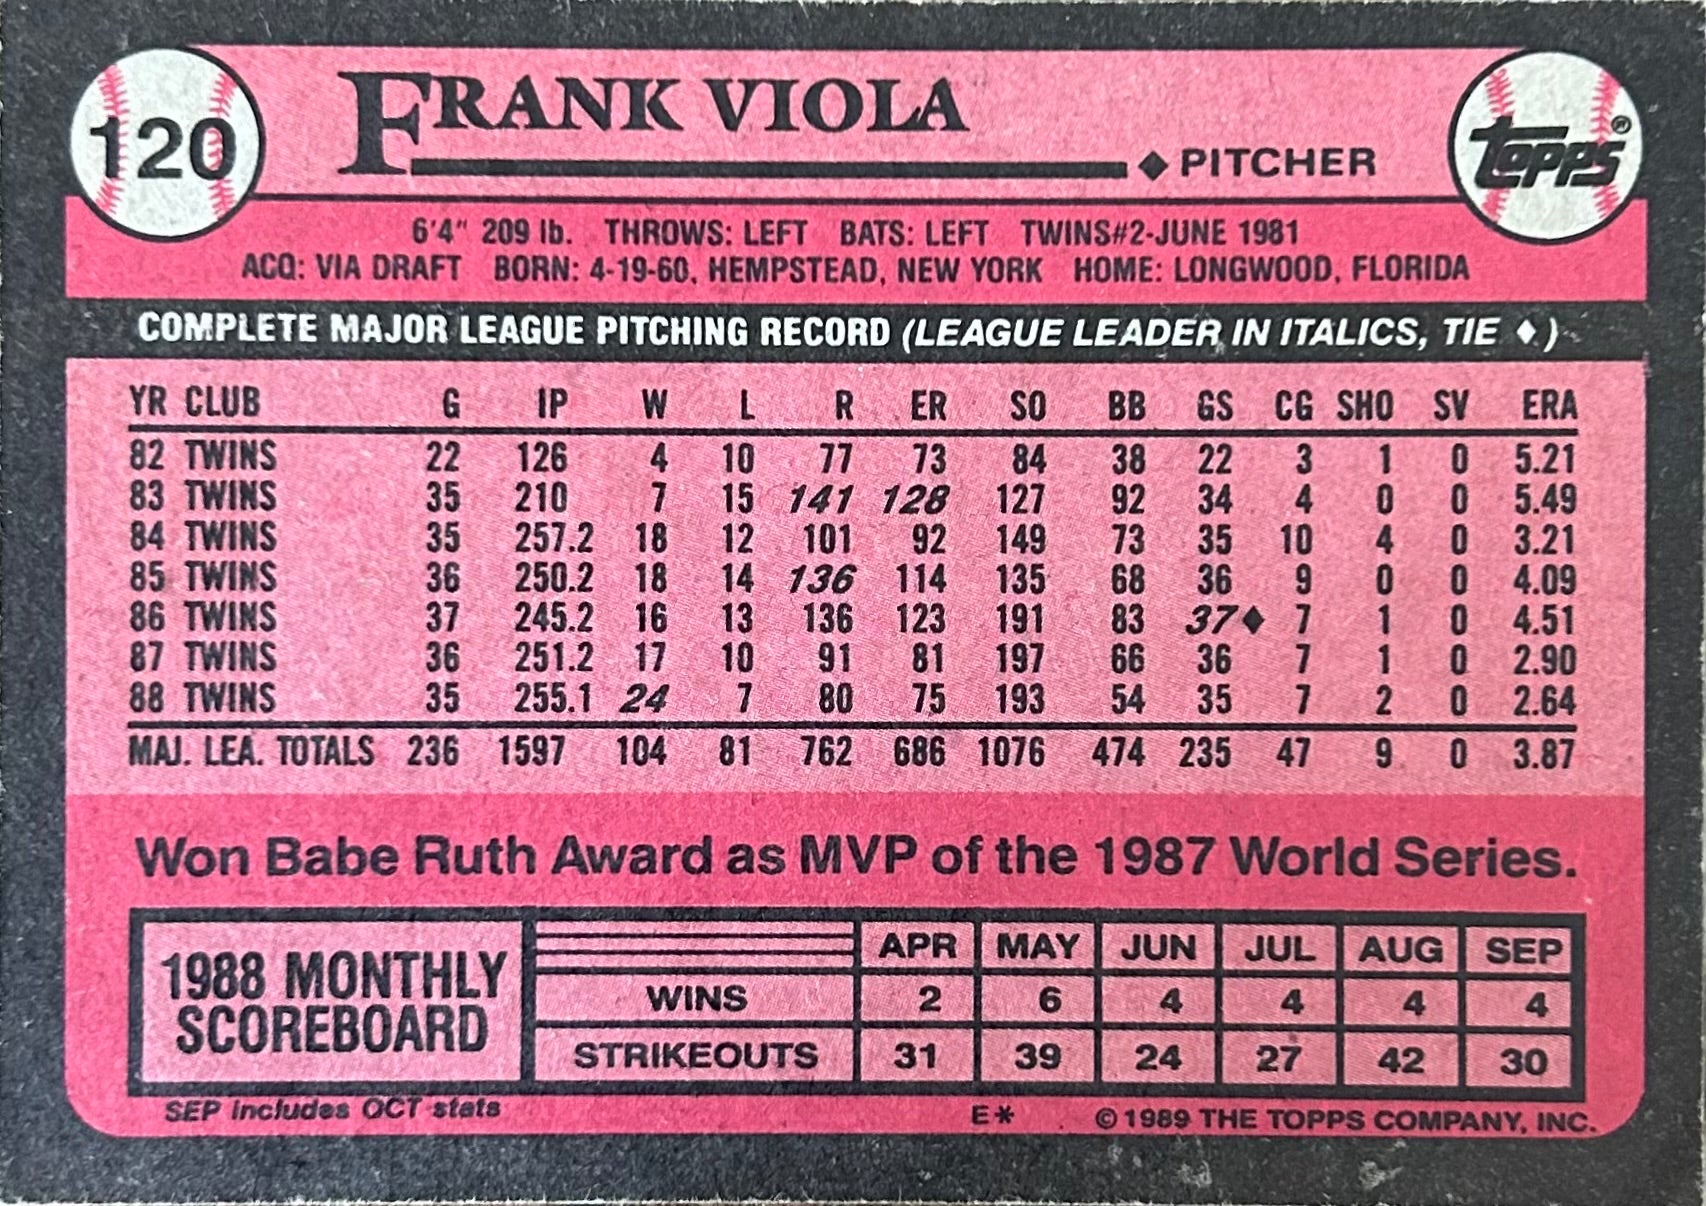 120
FRANK VIOLA
♦ PITCHER
TOPPS®
6'4" 209 lb. THROWS: LEFT BATS: LEFT TWINS#2-JUNE 1981
ACQ: VIA DRAFT BORN: 4-19-60, HEMPSTEAD, NEW YORK HOME: LONGWOOD, FLORIDA
COMPLETE MAJOR LEAGUE PITCHING RECORD (LEAGUE LEADER IN ITALICS, TIE ♦)
YR CLUB G IP W L R ER SO BB GS CG SHO SV ERA
82 TWINS 22 126 4 10 77 73 84 38 22 3 1 0 5.21
83 TWINS 35 210 7 15 141 128 127 92 34 4 0 0 5.49
84 TWINS 35 257.2 18 12 101 92 149 73 35 10 4 0 3.21
85 TWINS 36 250.2 18 14 136 114 135 68 36 9 0 0 4.09
86 TWINS 37 245.2 16 13 136 123 191 83 37♦ 7 1 0 4.51
87 TWINS 36 251.2 17 10 91 81 197 66 36 7 1 0 2.90
88 TWINS 35 255.1 24 7 80 75 193 54 35 7 2 0 2.64
MAJ. LEA. TOTALS 236 1597 104 81 762 686 1076 474 235 47 9 0 3.87
Won Babe Ruth Award as MVP of the 1987 World Series.
1988 MONTHLY
SCOREBOARD
APR MAY JUN JUL AUG SEP
WINS 2 6 4 4 4 4
STRIKEOUTS 31 39 24 27 42 30
SEP includes OCT stats
E*
© 1989 THE TOPPS COMPANY, INC.